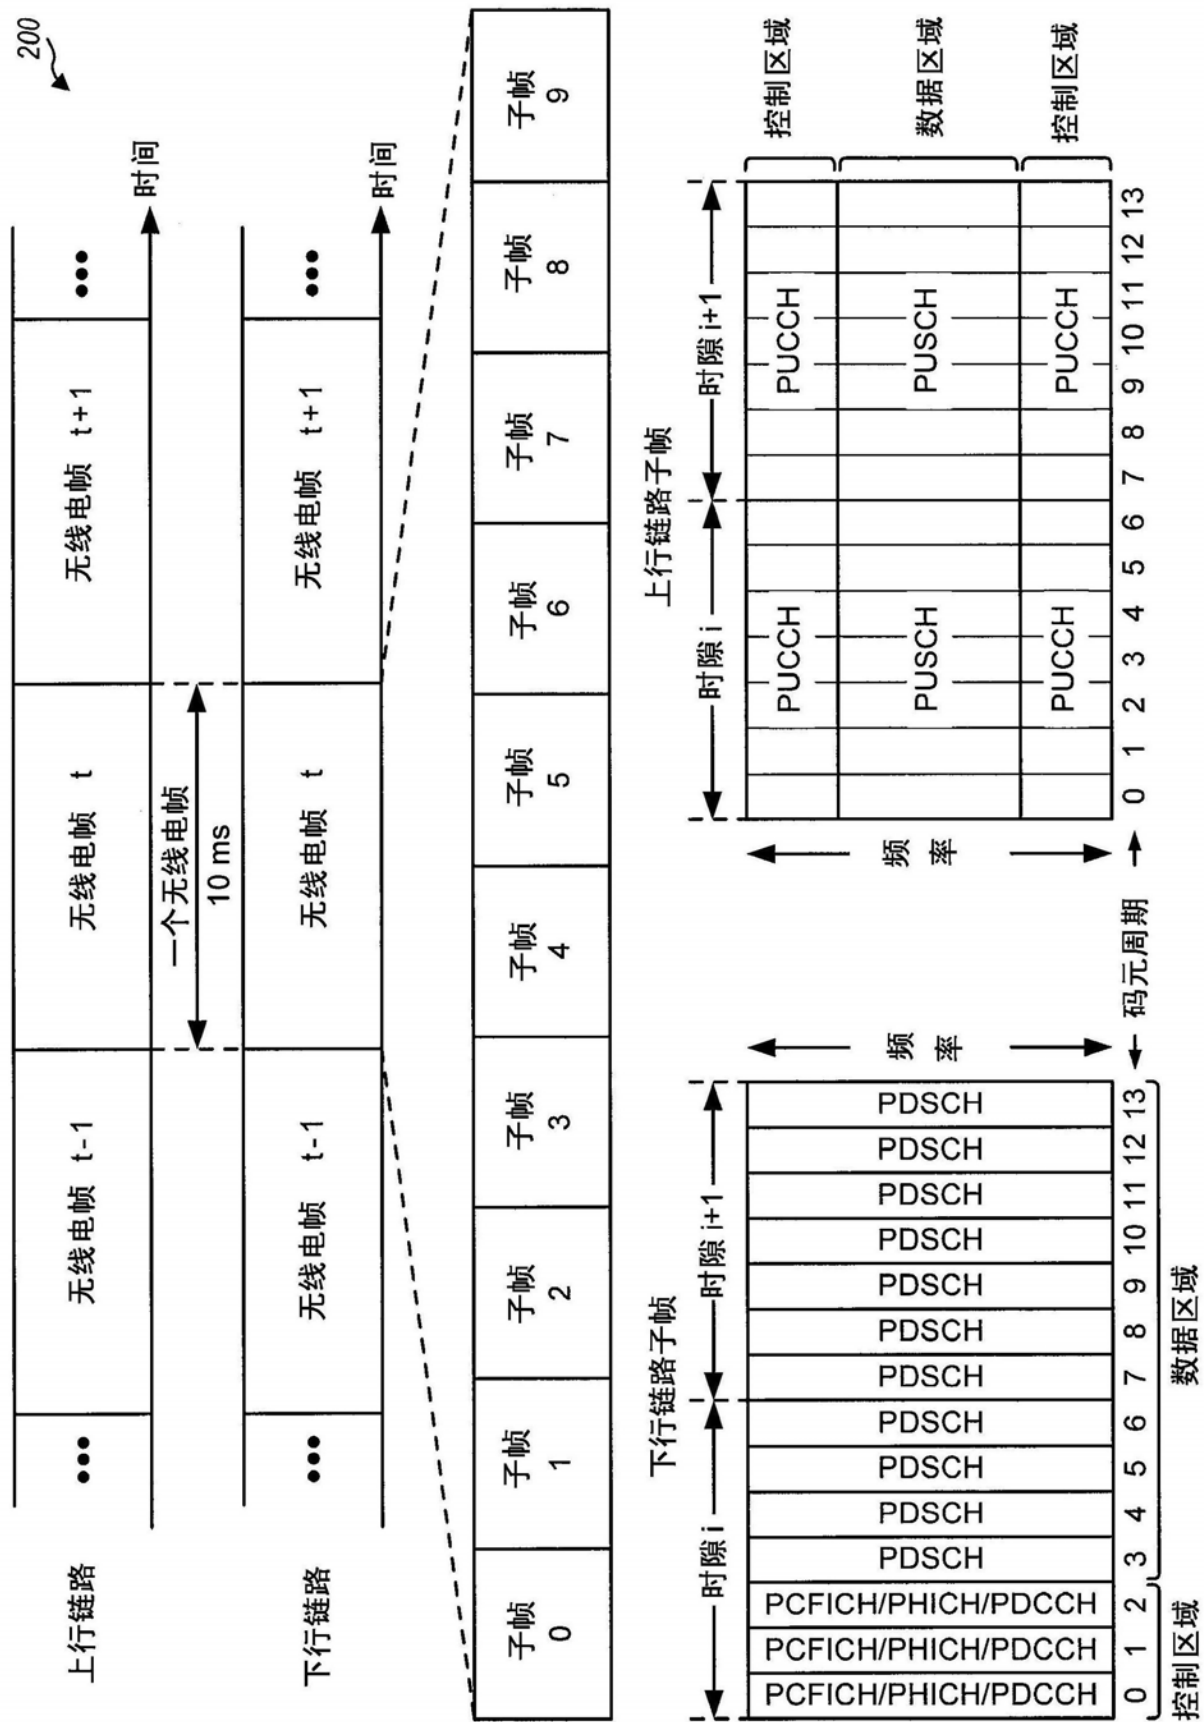 200
上行链路
••• 无线电帧 t-1 无线电帧 t 无线电帧 t+1 •••
时间
一个无线电帧
10 ms
下行链路
••• 无线电帧 t-1 无线电帧 t 无线电帧 t+1 •••
时间
子帧 子帧 子帧 子帧 子帧 子帧 子帧 子帧 子帧 子帧
0 1 2 3 4 5 6 7 8 9
下行链路子帧
时隙 i 时隙 i+1
PCFICH/PHICH/PDCCH
PCFICH/PHICH/PDCCH
PCFICH/PHICH/PDCCH
PDSCH
PDSCH
PDSCH
PDSCH
PDSCH
PDSCH
PDSCH
PDSCH
PDSCH
PDSCH
PDSCH
频
率
0 1 2 3 4 5 6 7 8 9 10 11 12 13
控制区域 数据区域
码元周期
上行链路子帧
时隙 i 时隙 i+1
频
率
PUCCH PUCCH
控制区域
PUSCH PUSCH
数据区域
PUCCH PUCCH
控制区域
0 1 2 3 4 5 6 7 8 9 10 11 12 13